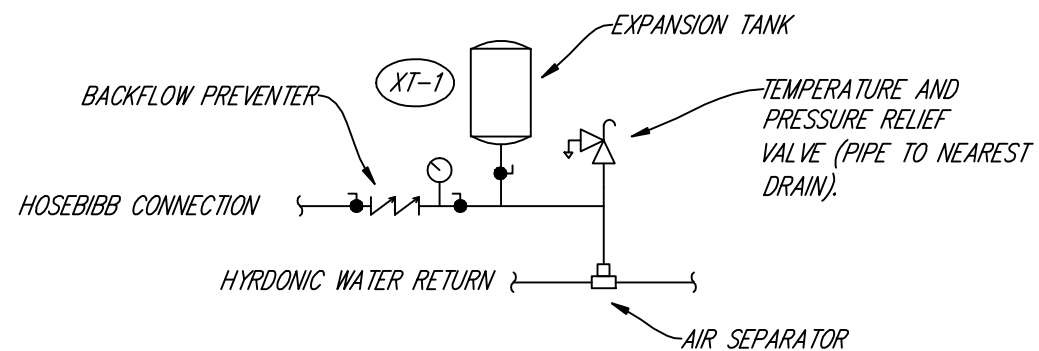 EXPANSION TANK
XT-1
BACKFLOW PREVENTER
TEMPERATURE AND
PRESSURE RELIEF
VALVE (PIPE TO NEAREST
DRAIN).
HOSEBIBB CONNECTION
HYRDONIC WATER RETURN
AIR SEPARATOR